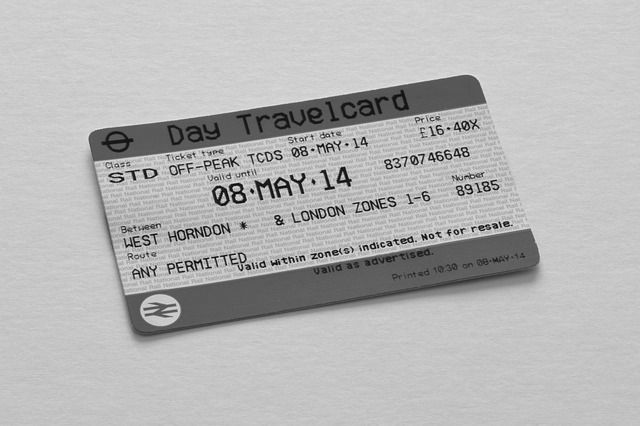 Day Travelcard
Class Ticket type Start date Price
STD OFF-PEAK TCDS 08·MAY·14 £16·40X
Valid until
08·MAY·14 8370746648
Between Number
WEST HORNDON * & LONDON ZONES 1-6 89185
Route
ANY PERMITTED Valid within zone(s) indicated. Not for resale.
Valid as advertised.
Printed 10:30 on 08·MAY·14